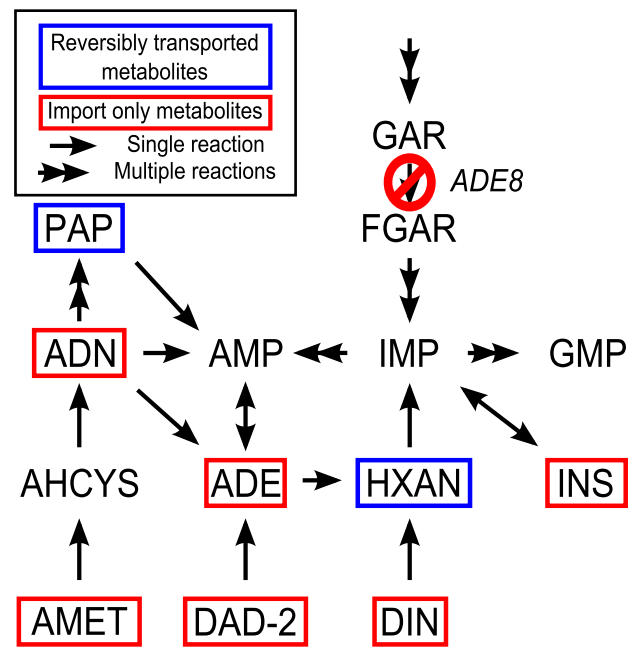 Reversibly transported
metabolites
Import only metabolites
Single reaction
Multiple reactions
GAR
ADE8
PAP
FGAR
ADN
AMP
IMP
GMP
AHCYS
ADE
HXAN
INS
AMET
DAD-2
DIN